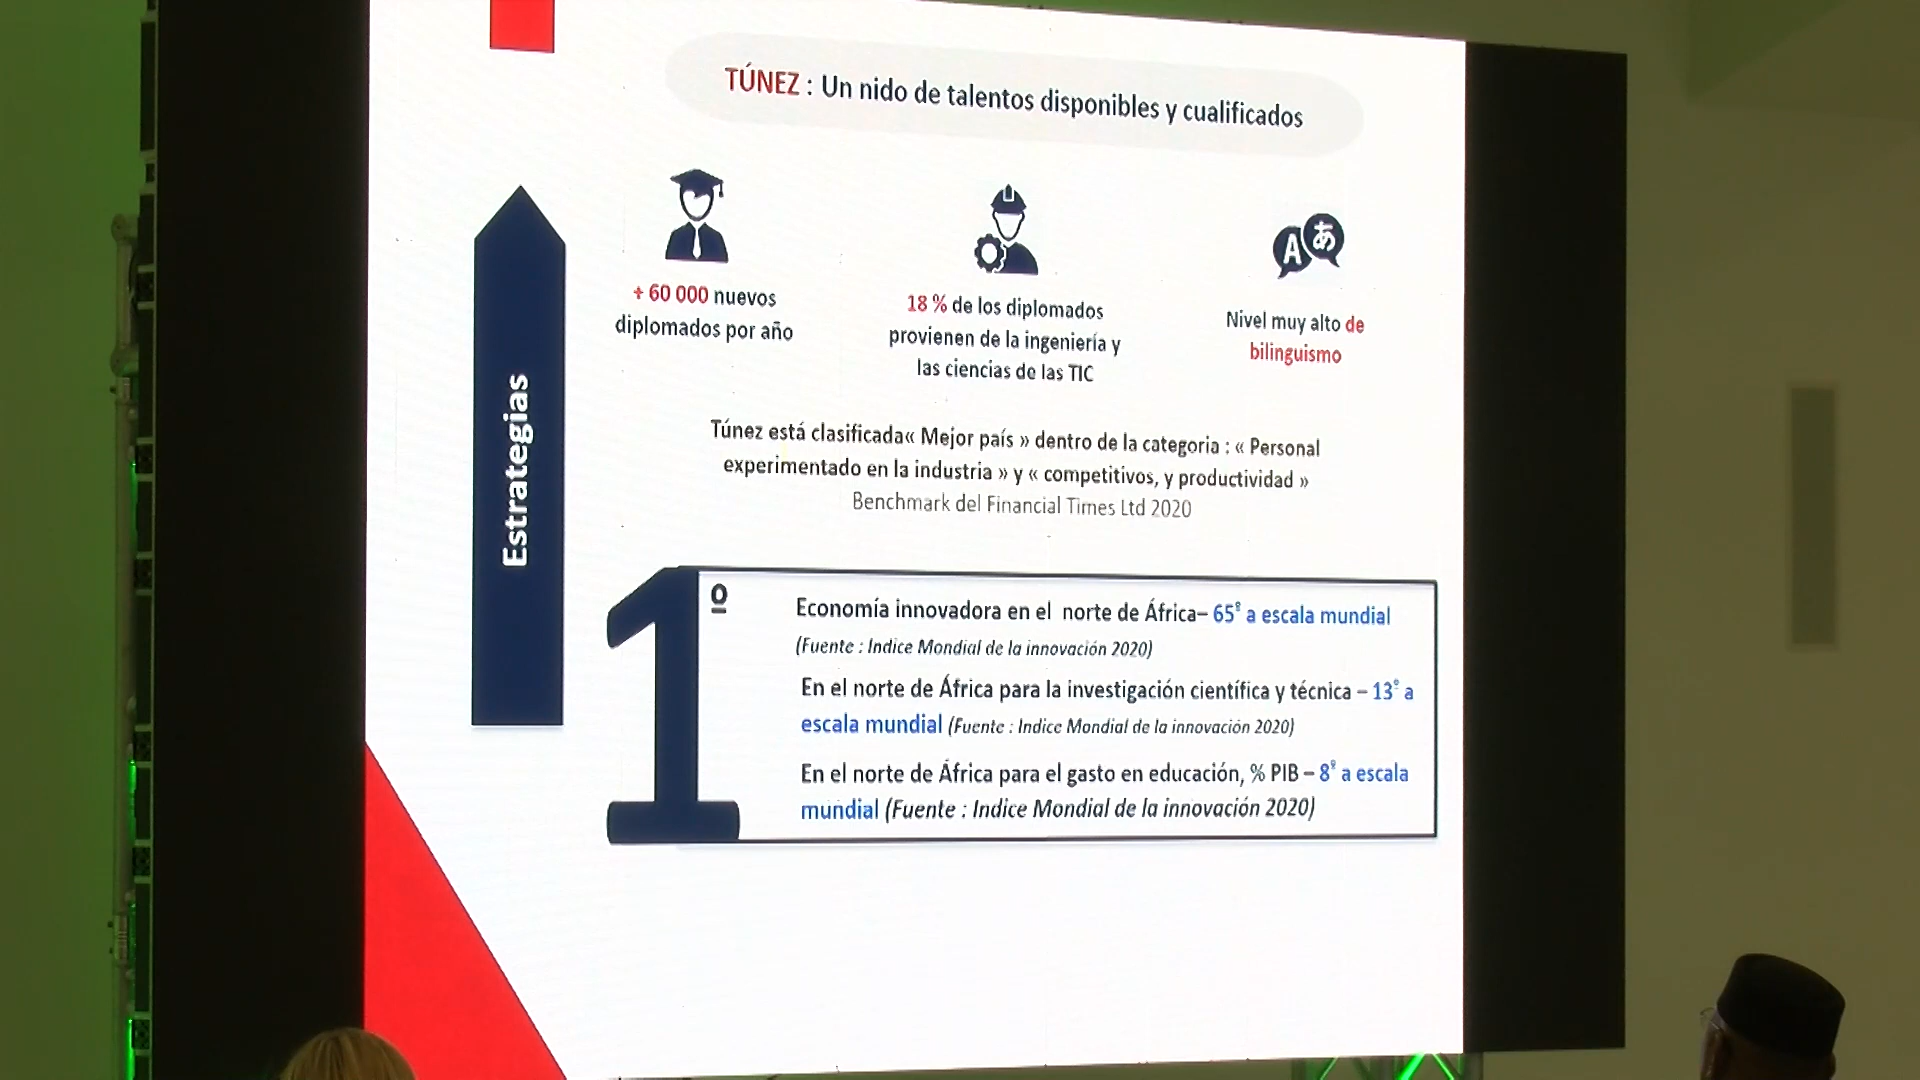 TÚNEZ : Un nido de talentos disponibles y cualificados
+ 60 000 nuevos
diplomados por año
18 % de los diplomados
provienen de la ingeniería y
las ciencias de las TIC
A あ
Nivel muy alto de
bilinguismo
Estrategias
Túnez está clasificada« Mejor país » dentro de la categoria : « Personal
experimentado en la industria » y « competitivos, y productividad »
Benchmark del Financial Times Ltd 2020
1º
Economía innovadora en el norte de África– 65º a escala mundial
(Fuente : Indice Mondial de la innovación 2020)
En el norte de África para la investigación científica y técnica – 13º a
escala mundial (Fuente : Indice Mondial de la innovación 2020)
En el norte de África para el gasto en educación, % PIB – 8º a escala
mundial (Fuente : Indice Mondial de la innovación 2020)